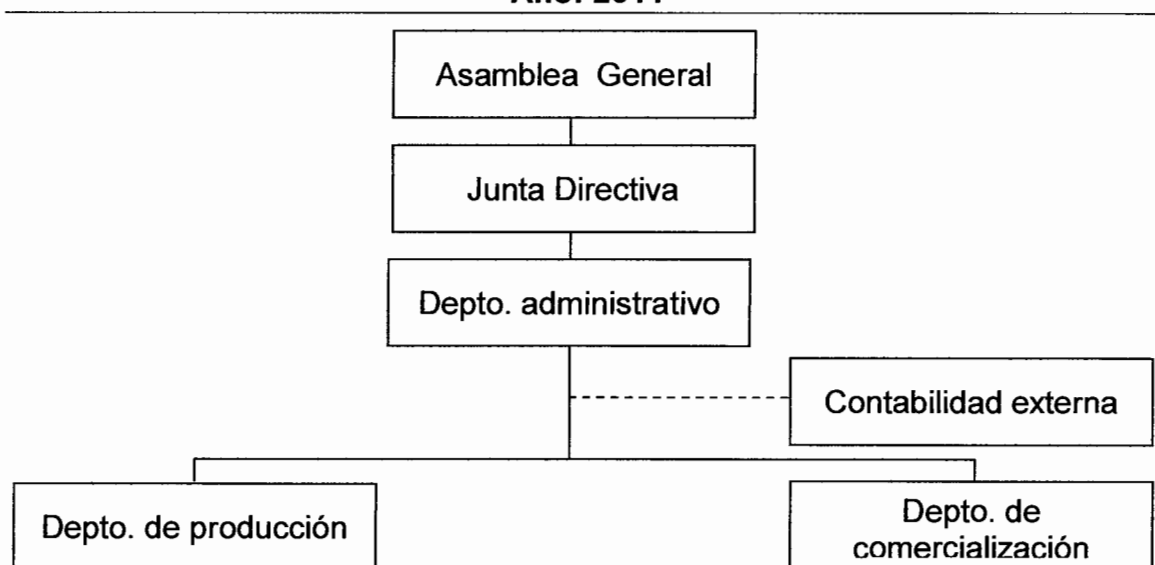 Asamblea General
Junta Directiva
Depto. administrativo
Contabilidad externa
Depto. de producción
Depto. de
comercialización